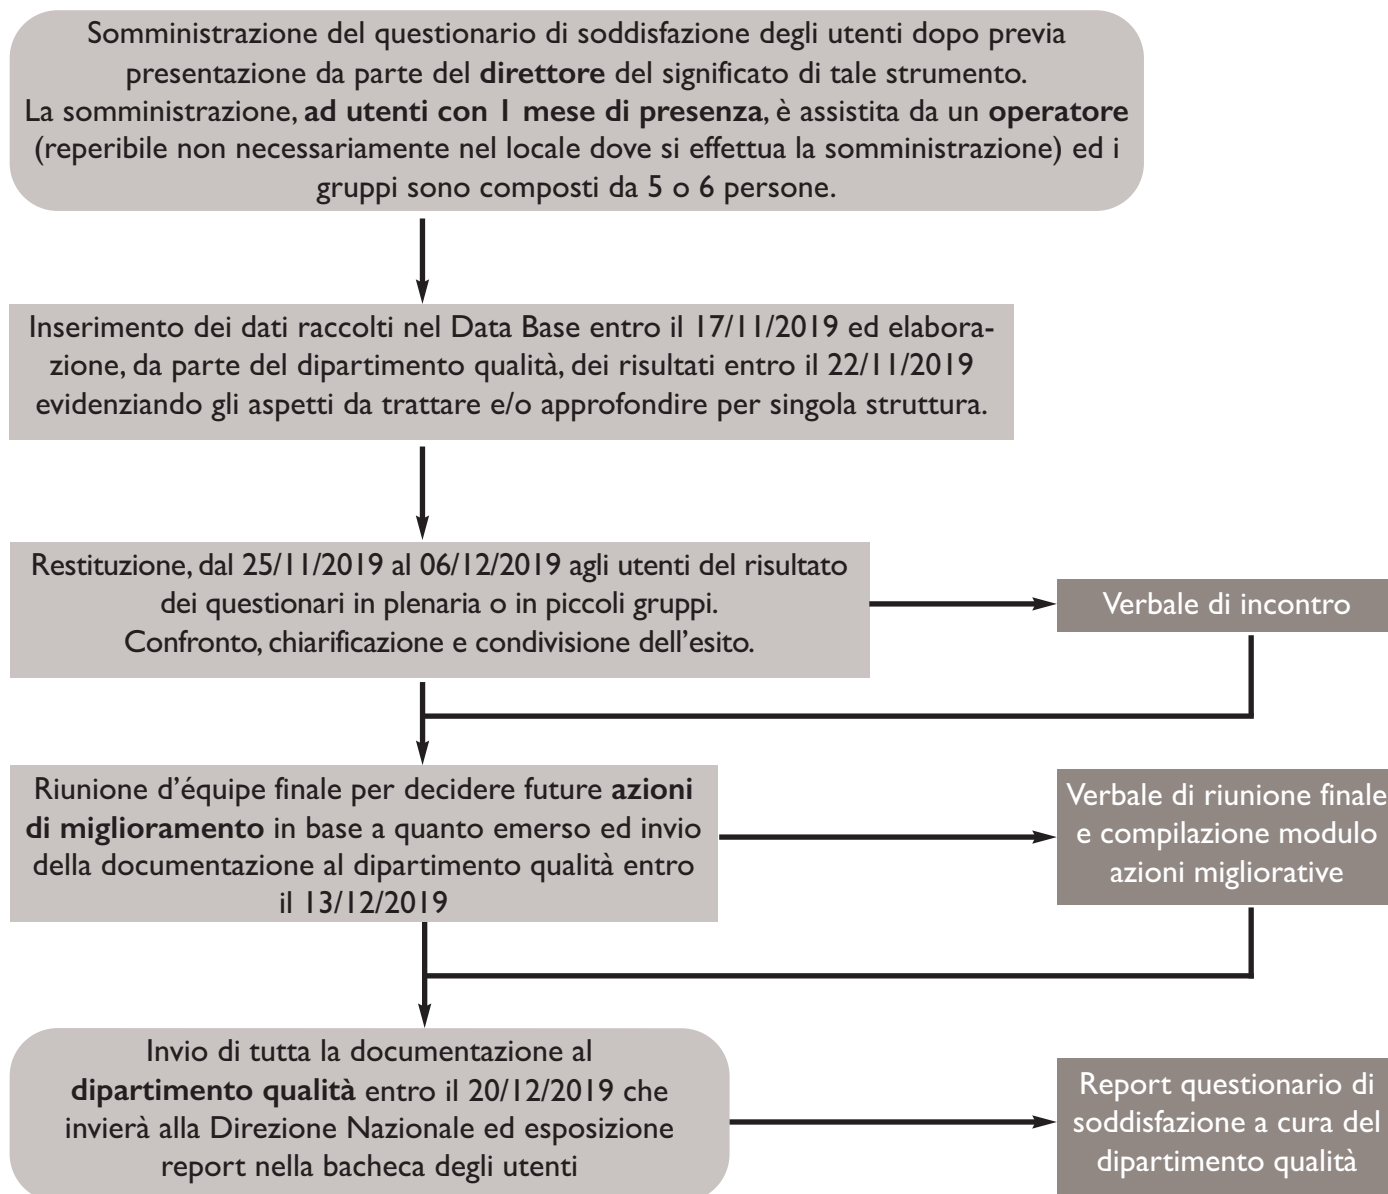 Somministrazione del questionario di soddisfazione degli utenti dopo previa
presentazione da parte del direttore del significato di tale strumento.
La somministrazione, ad utenti con 1 mese di presenza, è assistita da un operatore
(reperibile non necessariamente nel locale dove si effettua la somministrazione) ed i
gruppi sono composti da 5 o 6 persone.
Inserimento dei dati raccolti nel Data Base entro il 17/11/2019 ed elabora-
zione, da parte del dipartimento qualità, dei risultati entro il 22/11/2019
evidenziando gli aspetti da trattare e/o approfondire per singola struttura.
Restituzione, dal 25/11/2019 al 06/12/2019 agli utenti del risultato
dei questionari in plenaria o in piccoli gruppi.
Confronto, chiarificazione e condivisione dell'esito.
Verbale di incontro
Riunione d'équipe finale per decidere future azioni
di miglioramento in base a quanto emerso ed invio
della documentazione al dipartimento qualità entro
il 13/12/2019
Verbale di riunione finale
e compilazione modulo
azioni migliorative
Invio di tutta la documentazione al
dipartimento qualità entro il 20/12/2019 che
invierà alla Direzione Nazionale ed esposizione
report nella bacheca degli utenti
Report questionario di
soddisfazione a cura del
dipartimento qualità